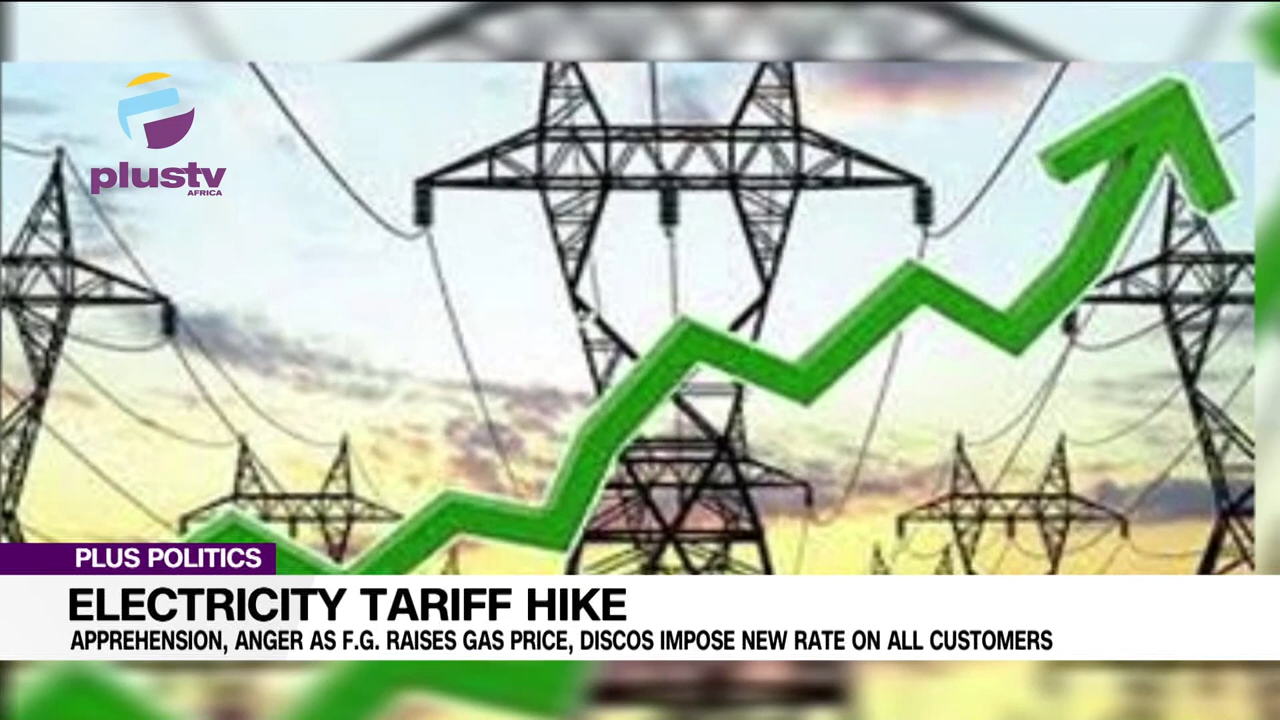 plustv
AFRICA
PLUS POLITICS
ELECTRICITY TARIFF HIKE
APPREHENSION, ANGER AS F.G. RAISES GAS PRICE, DISCOS IMPOSE NEW RATE ON ALL CUSTOMERS